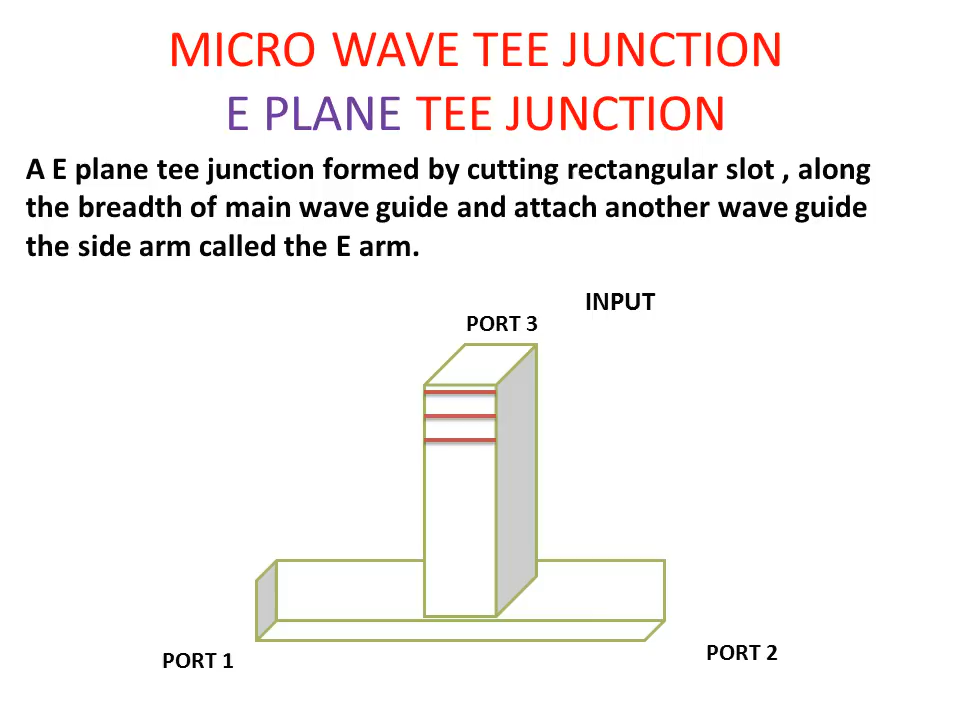 MICRO WAVE TEE JUNCTION
E PLANE TEE JUNCTION
A E plane tee junction formed by cutting rectangular slot , along
the breadth of main wave guide and attach another wave guide
the side arm called the E arm.
INPUT
PORT 3
PORT 1
PORT 2